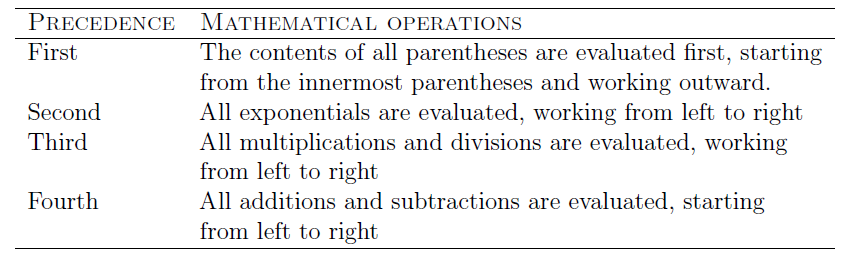 PRECEDENCE MATHEMATICAL OPERATIONS
First The contents of all parentheses are evaluated first, starting
from the innermost parentheses and working outward.
Second All exponentials are evaluated, working from left to right
Third All multiplications and divisions are evaluated, working
from left to right
Fourth All additions and subtractions are evaluated, starting
from left to right